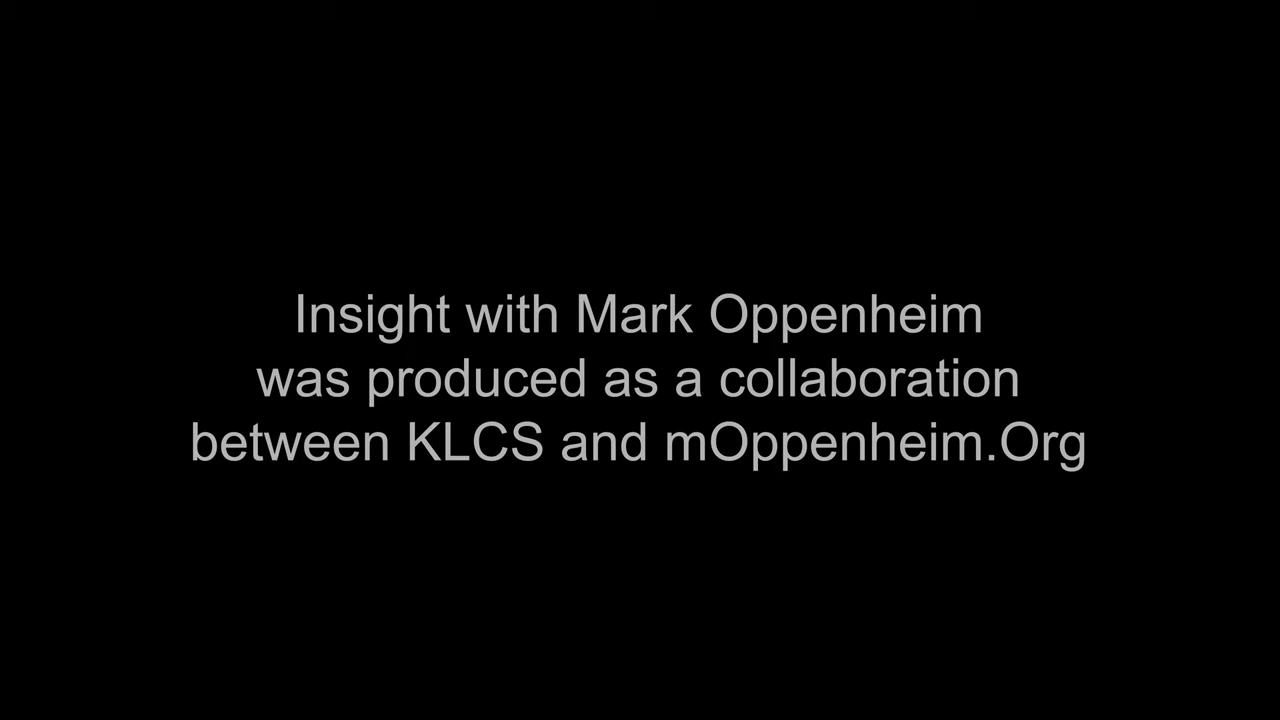 Insight with Mark Oppenheim
was produced as a collaboration
between KLCS and mOppenheim.Org